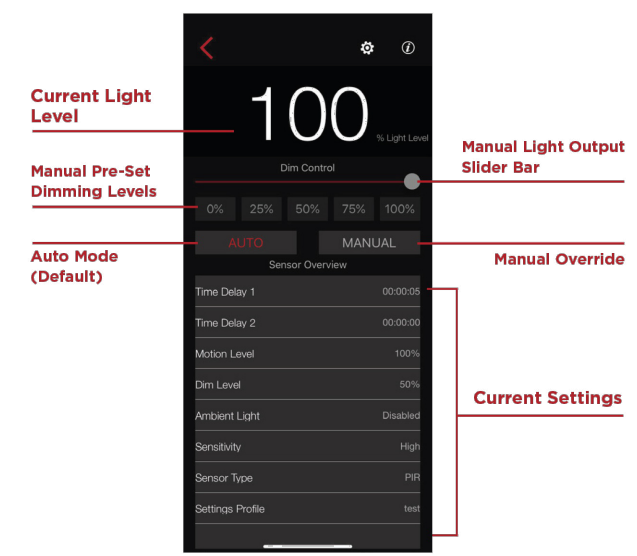 Current Light
Level
100
% Light Level
Manual Light Output
Slider Bar
Dim Control
Manual Pre-Set
Dimming Levels
0% 25% 50% 75% 100%
AUTO MANUAL
Auto Mode
(Default)
Manual Override
Sensor Overview
Time Delay 1 00:00:05
Time Delay 2 00:00:00
Motion Level 100%
Dim Level 50%
Current Settings
Ambient Light Disabled
Sensitivity High
Sensor Type PIR
Settings Profile test